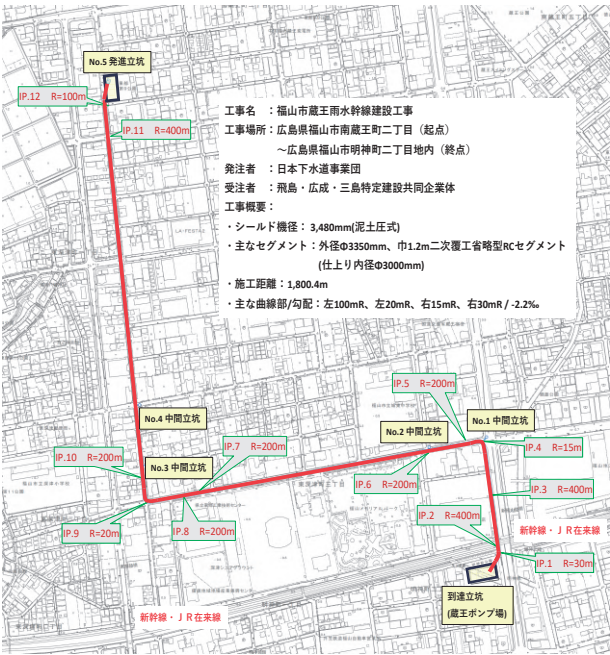 No.5 発進立坑
IP.12 R=100m
IP.11 R=400m
工事名 :福山市蔵王雨水幹線建設工事
工事場所:広島県福山市南蔵王町二丁目(起点)
~広島県福山市明神町二丁目地内(終点)
発注者 :日本下水道事業団
受注者 :飛島・広成・三島特定建設共同企業体
工事概要:
・シールド機径: 3,480mm(泥土圧式)
・主なセグメント:外径Φ3350mm、巾1.2m二次覆工省略型RCセグメント
(仕上り内径Φ3000mm)
・施工距離:1,800.4m
・主な曲線部/勾配:左100mR、左20mR、右15mR、右30mR / -2.2‰
IP.5 R=200m
No.4 中間立坑
No.1 中間立坑
No.2 中間立坑
IP.7 R=200m
IP.4 R=15m
IP.10 R=200m
No.3 中間立坑
IP.6 R=200m
IP.3 R=400m
IP.2 R=400m
IP.9 R=20m
IP.8 R=200m
新幹線・JR在来線
IP.1 R=30m
到達立坑
(蔵王ポンプ場)
新幹線・JR在来線